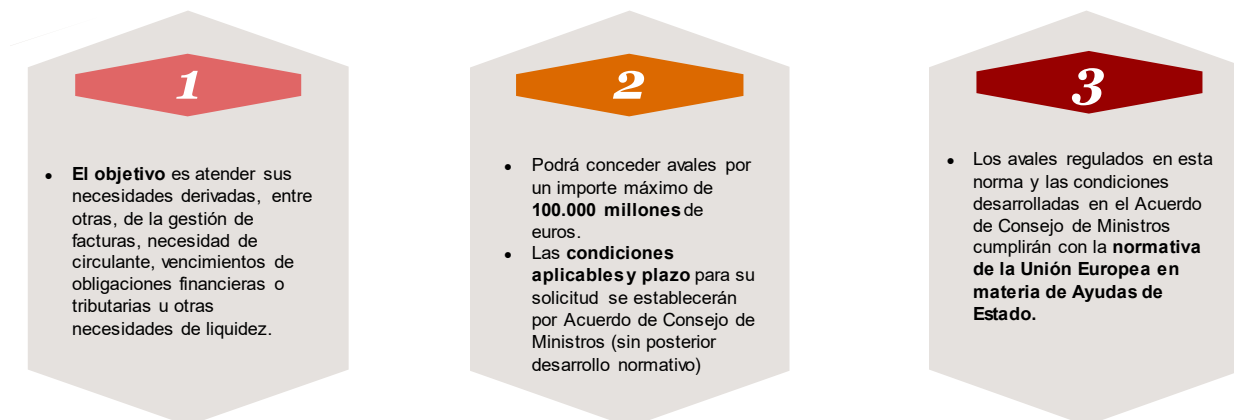 1
• El objetivo es atender sus
necesidades derivadas, entre
otras, de la gestión de
facturas, necesidad de
circulante, vencimientos de
obligaciones financieras o
tributarias u otras
necesidades de liquidez.
2
• Podrá conceder avales por
un importe máximo de
100.000 millones de
euros.
• Las condiciones
aplicables y plazo para su
solicitud se establecerán
por Acuerdo de Consejo de
Ministros (sin posterior
desarrollo normativo)
3
• Los avales regulados en esta
norma y las condiciones
desarrolladas en el Acuerdo
de Consejo de Ministros
cumplirán con la normativa
de la Unión Europea en
materia de Ayudas de
Estado.